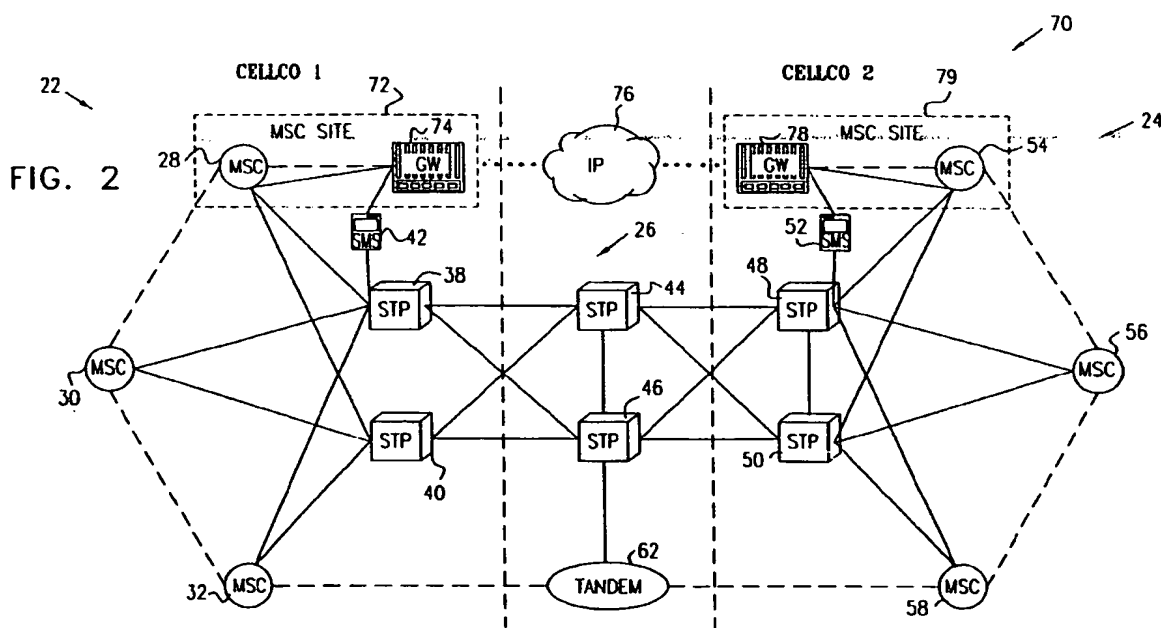 70
CELLCO 1
CELLCO 2
22
72
76
79
MSC SITE
74
78
MSC SITE
24
28
MSC
GW
IP
GW
MSC
54
FIG. 2
SMS
42
26
52
SMS
38
44
48
STP
STP
STP
MSC
30
MSC
56
46
STP
STP
STP
40
50
62
32
MSC
TANDEM
MSC
58